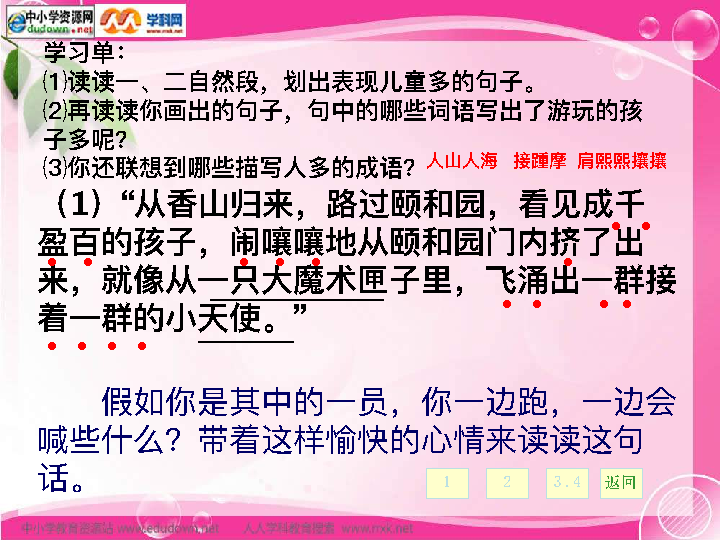 中小学资源网
edudown.net
学科网
www.nxk.net
学习单：
⑴读读一、二自然段，划出表现儿童多的句子。
⑵再读读你画出的句子，句中的哪些词语写出了游玩的孩
子多呢？
⑶你还联想到哪些描写人多的成语？
人山人海 接踵摩 肩熙熙攘攘
（1）“从香山归来，路过颐和园，看见成千
盈百的孩子，闹嚷嚷地从颐和园门内挤了出
来，就像从一只大魔术匣子里，飞涌出一群接
着一群的小天使。”
假如你是其中的一员，你一边跑，一边会
喊些什么？带着这样愉快的心情来读读这句
话。
1 2 3.4 返回
中小学教育资源站 www.edudown.net 人人学科教育搜索 www.nxk.net